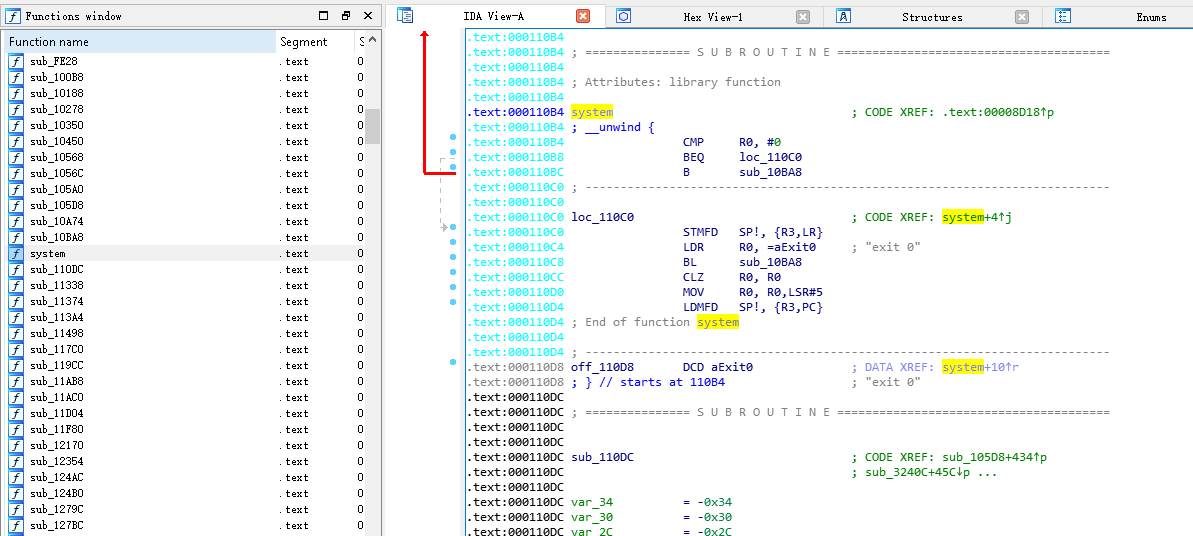 Functions window
Function name Segment S
sub_FE28 .text 0
sub_100B8 .text 0
sub_10188 .text 0
sub_10278 .text 0
sub_10350 .text 0
sub_10450 .text 0
sub_10568 .text 0
sub_1056C .text 0
sub_105A0 .text 0
sub_105D8 .text 0
sub_10A74 .text 0
sub_10BA8 .text 0
system .text 0
sub_110DC .text 0
sub_11338 .text 0
sub_11374 .text 0
sub_113A4 .text 0
sub_11498 .text 0
sub_117C0 .text 0
sub_119CC .text 0
sub_11AB8 .text 0
sub_11AC0 .text 0
sub_11D04 .text 0
sub_11F80 .text 0
sub_12170 .text 0
sub_12354 .text 0
sub_124AC .text 0
sub_124B0 .text 0
sub_1279C .text 0
sub_127BC .text 0
IDA View-A Hex View-1 Structures Enums
.text:000110B4
.text:000110B4 ; =============== S U B R O U T I N E =======================================
.text:000110B4
.text:000110B4 ; Attributes: library function
.text:000110B4
.text:000110B4 system ; CODE XREF: .text:00008D18↑p
.text:000110B4 ; __unwind {
.text:000110B4 CMP R0, #0
.text:000110B8 BEQ loc_110C0
.text:000110BC B sub_10BA8
.text:000110C0 ; ---------------------------------------------------------------------------
.text:000110C0
.text:000110C0 loc_110C0 ; CODE XREF: system+4↑j
.text:000110C0 STMFD SP!, {R3,LR}
.text:000110C4 LDR R0, =aExit0 ; "exit 0"
.text:000110C8 BL sub_10BA8
.text:000110CC CLZ R0, R0
.text:000110D0 MOV R0, R0,LSR#5
.text:000110D4 LDMFD SP!, {R3,PC}
.text:000110D4 ; End of function system
.text:000110D4
.text:000110D4 ; ---------------------------------------------------------------------------
.text:000110D8 off_110D8 DCD aExit0 ; DATA XREF: system+10↑r
.text:000110D8 ; } // starts at 110B4 ; "exit 0"
.text:000110DC
.text:000110DC ; =============== S U B R O U T I N E =======================================
.text:000110DC
.text:000110DC
.text:000110DC sub_110DC ; CODE XREF: sub_105D8+434↑p
.text:000110DC ; sub_3240C+45C↓p ...
.text:000110DC
.text:000110DC var_34 = -0x34
.text:000110DC var_30 = -0x30
.text:000110DC var_2C = -0x2C